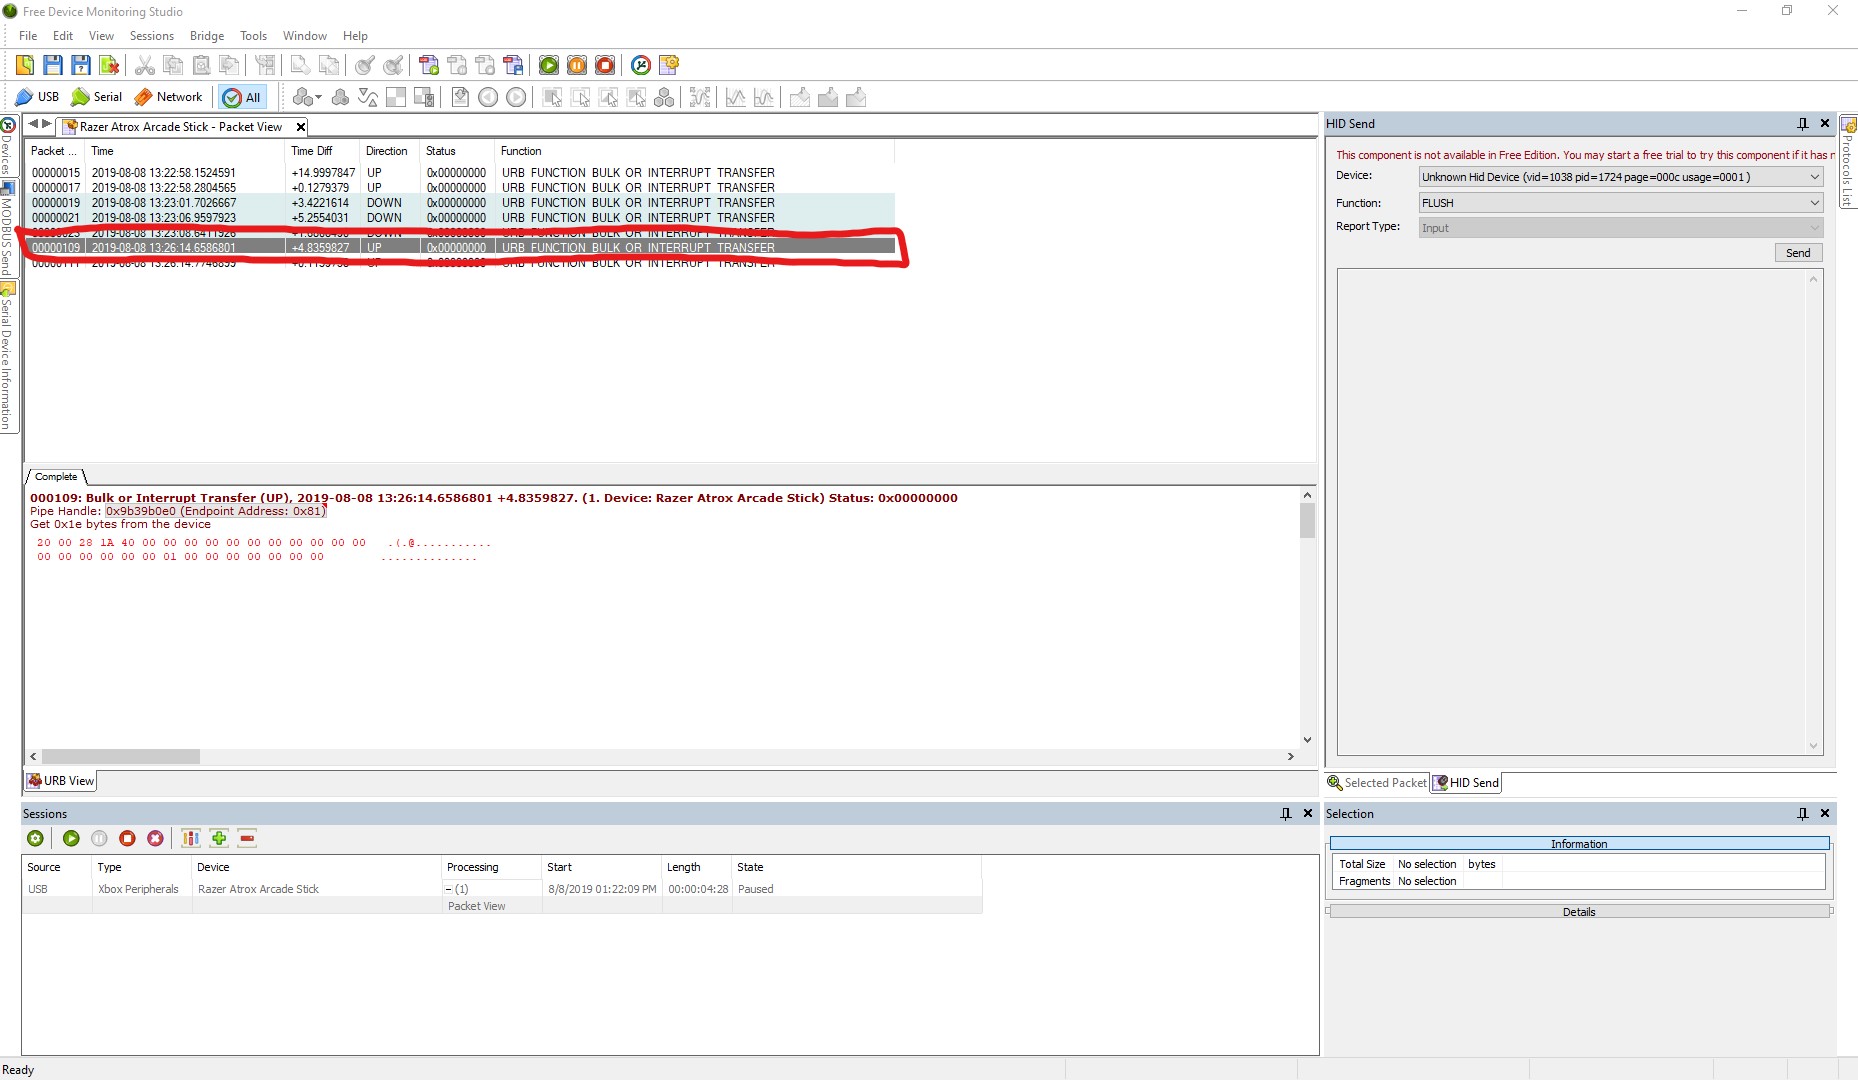 Free Device Monitoring Studio
File Edit View Sessions Bridge Tools Window Help
USB Serial Network All
Razer Atrox Arcade Stick - Packet View
Packet ... Time Time Diff Direction Status Function
00000015 2019-08-08 13:22:58.1524591 +14.9997847 UP 0x00000000 URB FUNCTION BULK OR INTERRUPT TRANSFER
00000017 2019-08-08 13:22:58.2804565 +0.1279379 UP 0x00000000 URB FUNCTION BULK OR INTERRUPT TRANSFER
00000019 2019-08-08 13:23:01.7026667 +3.4221614 DOWN 0x00000000 URB FUNCTION BULK OR INTERRUPT TRANSFER
00000021 2019-08-08 13:23:06.9597923 +5.2554031 DOWN 0x00000000 URB FUNCTION BULK OR INTERRUPT TRANSFER
2019-08-08 13:23:08.6411926 DOWN 0x00000000 URB FUNCTION BULK OR INTERRUPT TRANSFER
00000109 2019-08-08 13:26:14.6586801 +4.8359827 UP 0x00000000 URB FUNCTION BULK OR INTERRUPT TRANSFER
2019-08-08 13:26:14.7746899 UP 0x00000000 URB FUNCTION BULK OR INTERRUPT TRANSFER
Devices
MODBUS Send
Serial Device Information
Complete
000109: Bulk or Interrupt Transfer (UP), 2019-08-08 13:26:14.6586801 +4.8359827. (1. Device: Razer Atrox Arcade Stick) Status: 0x00000000
Pipe Handle: 0x9b39b0e0 (Endpoint Address: 0x81)
Get 0x1e bytes from the device
20 00 28 1A 40 00 00 00 00 00 00 00 00 00 00 00 .(.@...........
00 00 00 00 00 00 01 00 00 00 00 00 00 00 ..............
URB View
HID Send
This component is not available in Free Edition. You may start a free trial to try this component if it has
Device: Unknown Hid Device (vid=1038 pid=1724 page=000c usage=0001 )
Function: FLUSH
Report Type: Input
Send
Protocols List
Selected Packet HID Send
Sessions
Source Type Device Processing Start Length State
USB Xbox Peripherals Razer Atrox Arcade Stick (1) 8/8/2019 01:22:09 PM 00:00:04:28 Paused
Packet View
Selection
Information
Total Size No selection bytes
Fragments No selection
Details
Ready